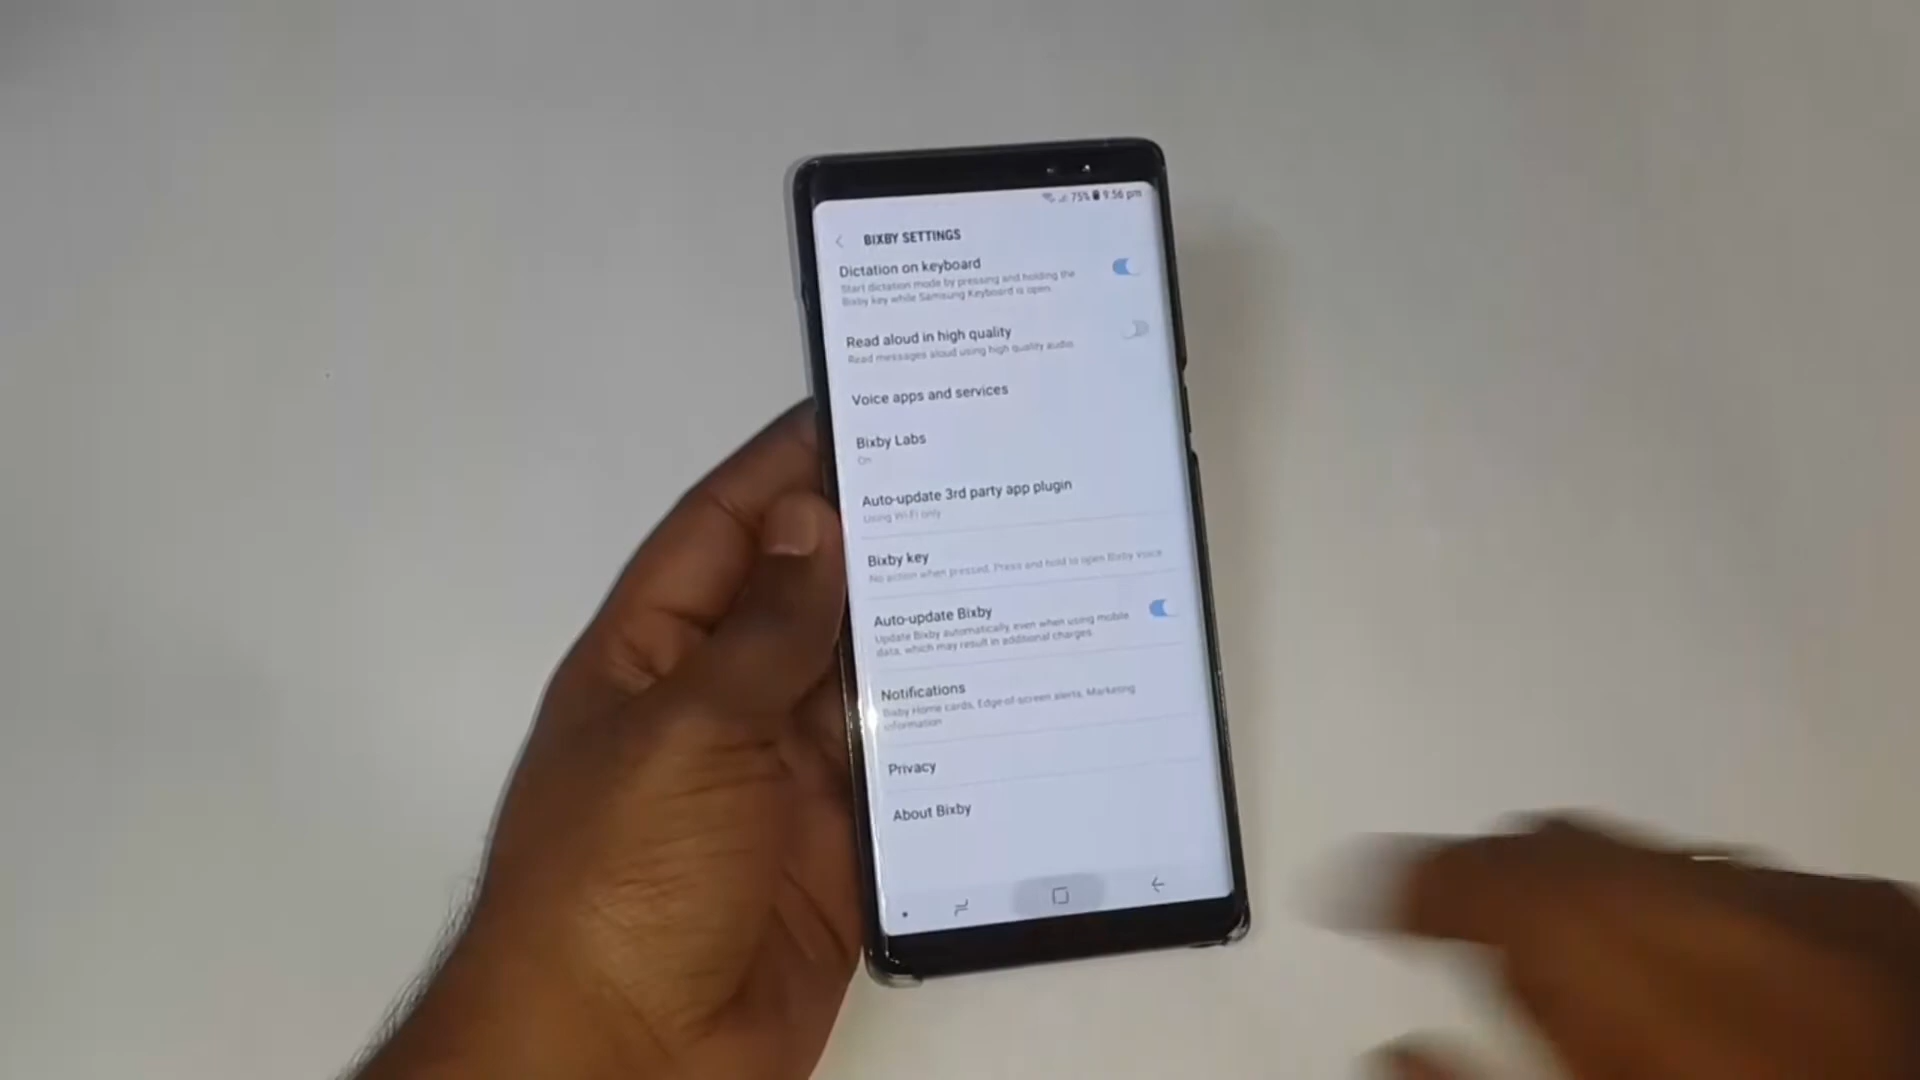 75% 9:56 pm
BIXBY SETTINGS
Dictation on keyboard
Start dictation mode by pressing and holding the
Bixby key while Samsung Keyboard is open
Read aloud in high quality
Read messages aloud using high quality audio
Voice apps and services
Bixby Labs
On
Auto-update 3rd party app plugin
Using Wi-Fi only
Bixby key
No action when pressed. Press and hold to open Bixby Voice
Auto-update Bixby
Update Bixby automatically, even when using mobile
data, which may result in additional charges
Notifications
Bixby Home cards, Edge-of-screen alerts, Marketing
information
Privacy
About Bixby